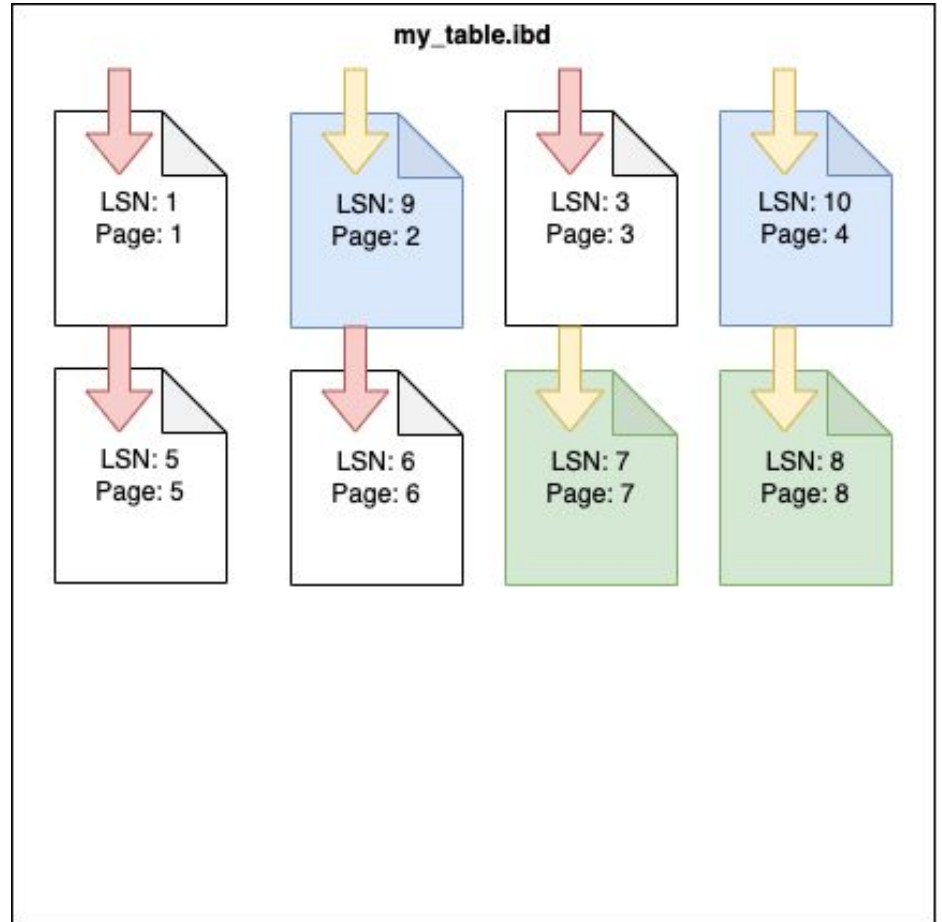 my_table.ibd
LSN: 1
Page: 1
LSN: 9
Page: 2
LSN: 3
Page: 3
LSN: 10
Page: 4
LSN: 5
Page: 5
LSN: 6
Page: 6
LSN: 7
Page: 7
LSN: 8
Page: 8